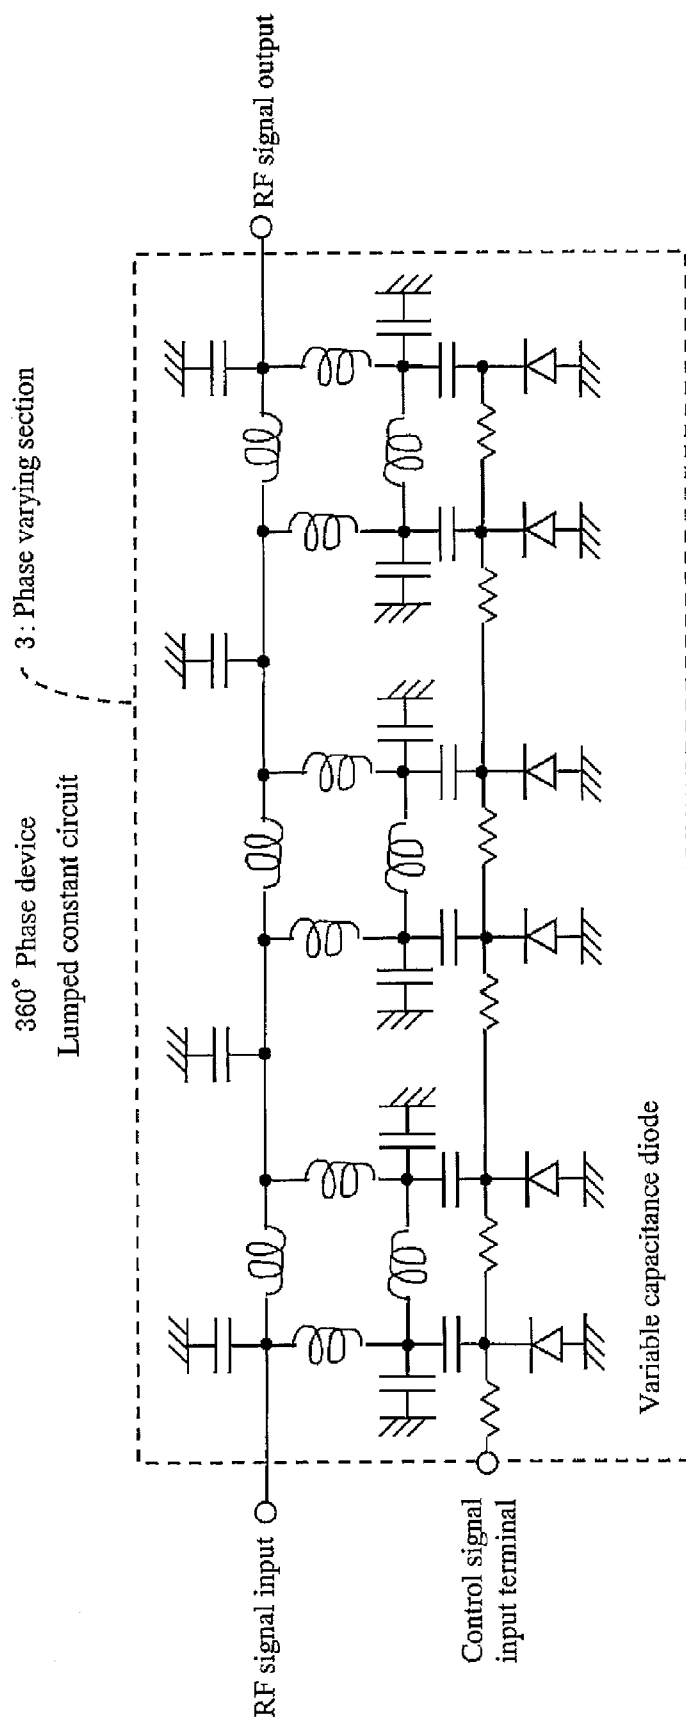 360° Phase device
Lumped constant circuit
3: Phase varying section
RF signal input
RF signal output
Control signal
input terminal
Variable capacitance diode